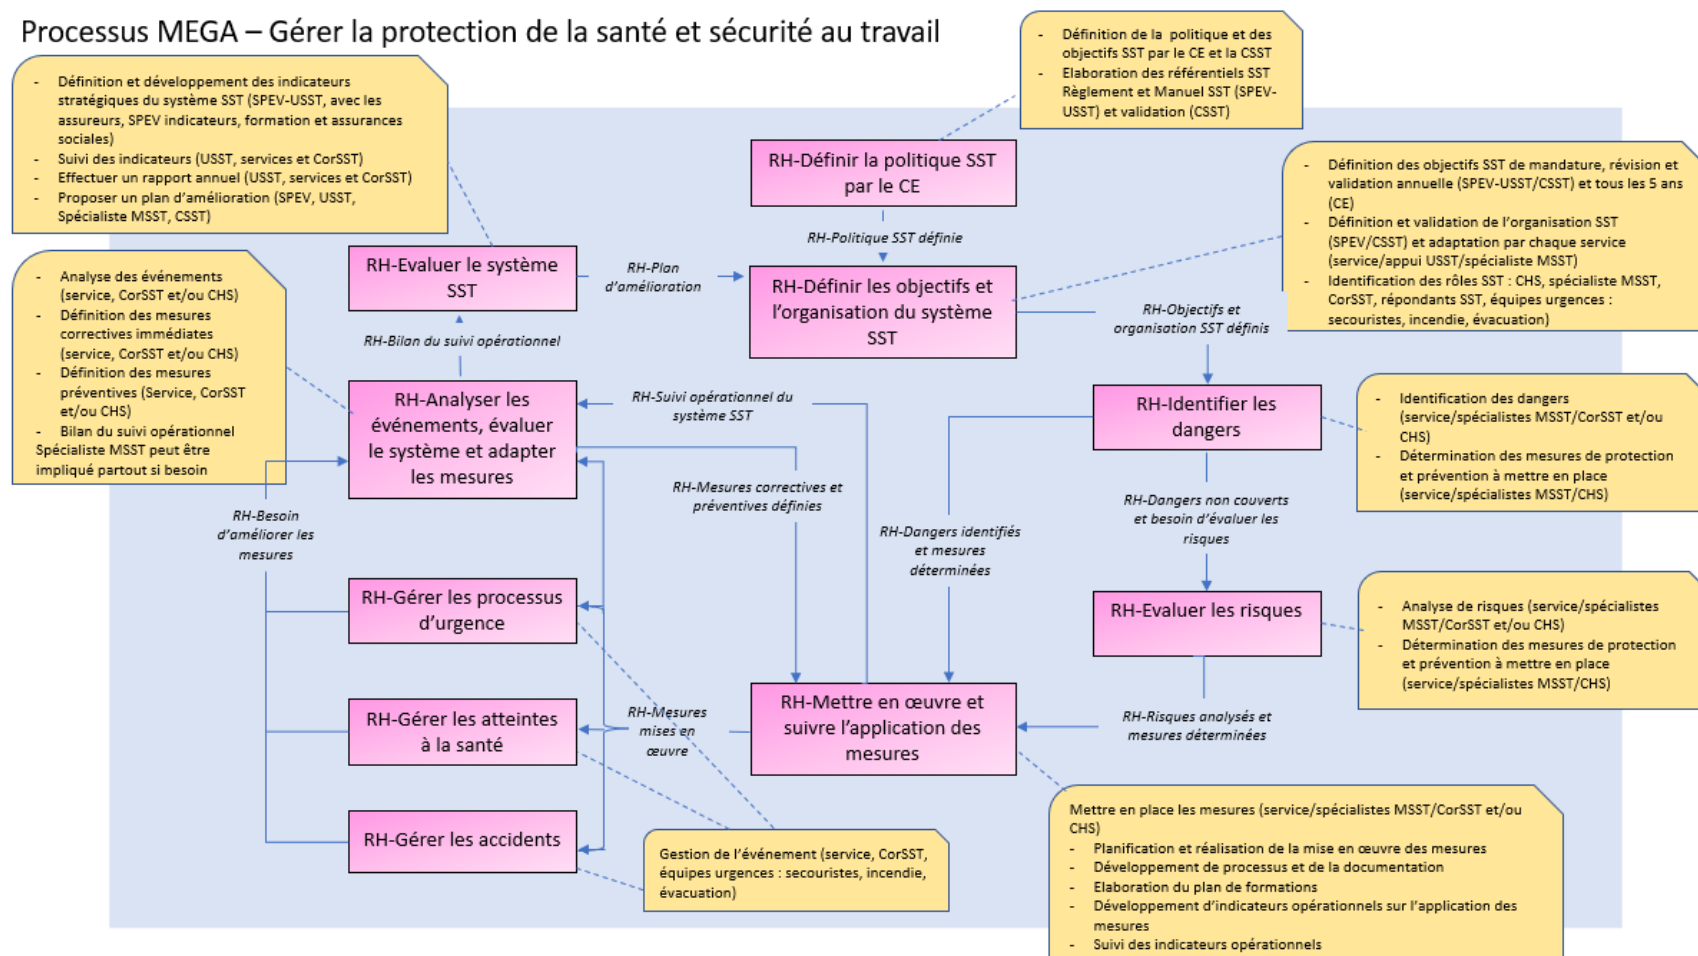 Processus MEGA – Gérer la protection de la santé et sécurité au travail
- Définition de la politique et des
objectifs SST par le CE et la CSST
- Elaboration des référentiels SST
Règlement et Manuel SST (SPEV-
USST) et validation (CSST)
- Définition et développement des indicateurs
stratégiques du système SST (SPEV-USST, avec les
assureurs, SPEV indicateurs, formation et assurances
sociales)
- Suivi des indicateurs (USST, services et CorSST)
- Effectuer un rapport annuel (USST, services et CorSST)
- Proposer un plan d'amélioration (SPEV, USST,
Spécialiste MSST, CSST)
RH-Définir la politique SST
par le CE
- Définition des objectifs SST de mandature, révision et
validation annuelle (SPEV-USST/CSST) et tous les 5 ans
(CE)
- Définition et validation de l'organisation SST
(SPEV/CSST) et adaptation par chaque service
(service/appui USST/spécialiste MSST)
- Identification des rôles SST : CHS, spécialiste MSST,
CorSST, répondants SST, équipes urgences :
secouristes, incendie, évacuation)
RH-Politique SST définie
RH-Evaluer le système
SST
RH-Plan
d'amélioration
RH-Définir les objectifs et
l'organisation du système
SST
- Analyse des événements
(service, CorSST et/ou CHS)
- Définition des mesures
correctives immédiates
(service, CorSST et/ou CHS)
- Définition des mesures
préventives (Service, CorSST
et/ou CHS)
- Bilan du suivi opérationnel
Spécialiste MSST peut être
impliqué partout si besoin
RH-Objectifs et
organisation SST définis
RH-Bilan du suivi opérationnel
RH-Analyser les
événements, évaluer
le système et adapter
les mesures
RH-Suivi opérationnel du
système SST
RH-Identifier les
dangers
- Identification des dangers
(service/spécialistes MSST/CorSST et/ou
CHS)
- Détermination des mesures de protection
et prévention à mettre en place
(service/spécialistes MSST/CHS)
RH-Mesures correctives et
préventives définies
RH-Dangers non couverts
et besoin d'évaluer les
risques
RH-Besoin
d'améliorer les
mesures
RH-Dangers identifiés
et mesures
déterminées
RH-Gérer les processus
d'urgence
RH-Evaluer les risques
- Analyse de risques (service/spécialistes
MSST/CorSST et/ou CHS)
- Détermination des mesures de protection
et prévention à mettre en place
(service/spécialistes MSST/CHS)
RH-Gérer les atteintes
à la santé
RH-Mesures
mises en
œuvre
RH-Mettre en œuvre et
suivre l'application des
mesures
RH-Risques analysés et
mesures déterminées
RH-Gérer les accidents
Gestion de l'événement (service, CorSST,
équipes urgences : secouristes, incendie,
évacuation)
Mettre en place les mesures (service/spécialistes MSST/CorSST et/ou
CHS)
- Planification et réalisation de la mise en œuvre des mesures
- Développement de processus et de la documentation
- Elaboration du plan de formations
- Développement d'indicateurs opérationnels sur l'application des
mesures
- Suivi des indicateurs opérationnels